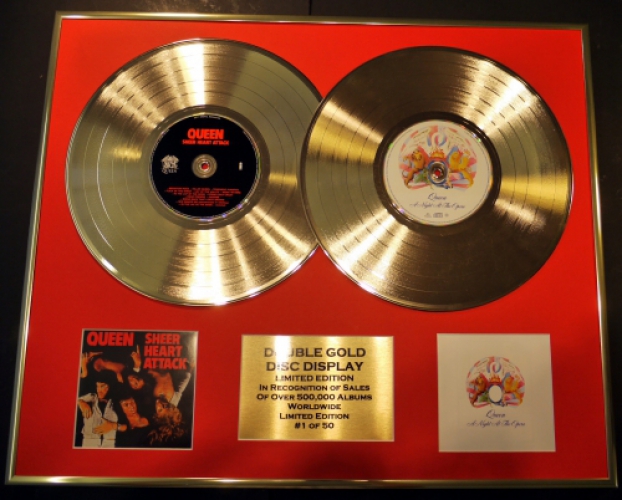 QUEEN
SHEER HEART ATTACK
Queen
A Night At The Opera
QUEEN SHEER
HEART
ATTACK
DOUBLE GOLD
DISC DISPLAY
LIMITED EDITION
IN RECOGNITION OF SALES
OF OVER 500,000 ALBUMS
WORLDWIDE
LIMITED EDITION
#1 OF 50
Queen
A Night At The Opera